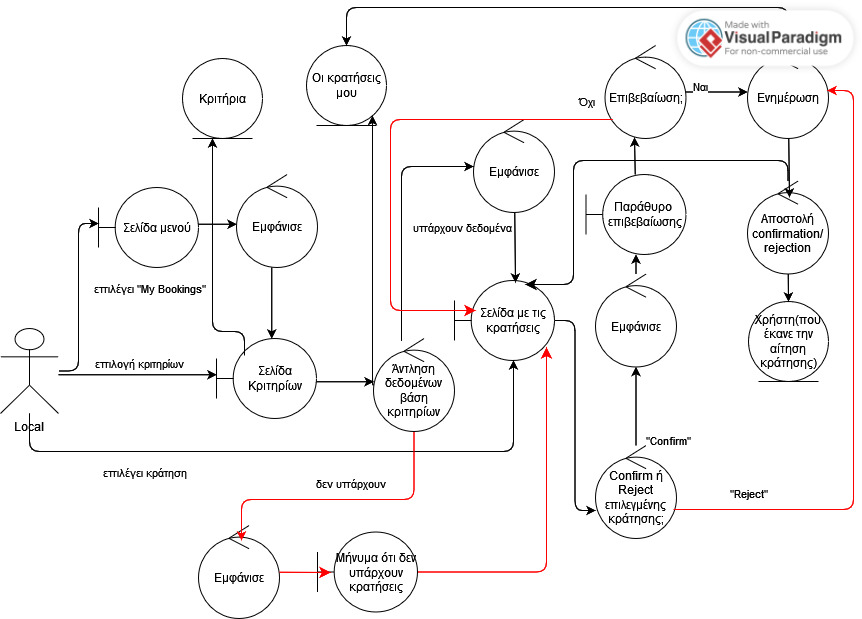 Made with
VisualParadigm
For non-commercial use
Οι κρατήσεις
μου
Κριτήρια
Όχι
Επιβεβαίωση;
Ναι
Ενημέρωση
Εμφάνισε
Σελίδα μενού
Εμφάνισε
υπάρχουν δεδομένα
Παράθυρο
επιβεβαίωσης
Αποστολή
confirmation/
rejection
επιλέγει "My Bookings"
Σελίδα με τις
κρατήσεις
Εμφάνισε
Χρήστη(που
έκανε την
αίτηση
κράτησης)
επιλογή κριτηρίων
Σελίδα
Κριτηρίων
Άντληση
δεδομένων
βάση
κριτηρίων
Local
"Confirm"
επιλέγει κράτηση
δεν υπάρχουν
Confirm ή
Reject
επιλεγμένης
κράτησης;
"Reject"
Εμφάνισε
Μήνυμα ότι δεν
υπάρχουν
κρατήσεις